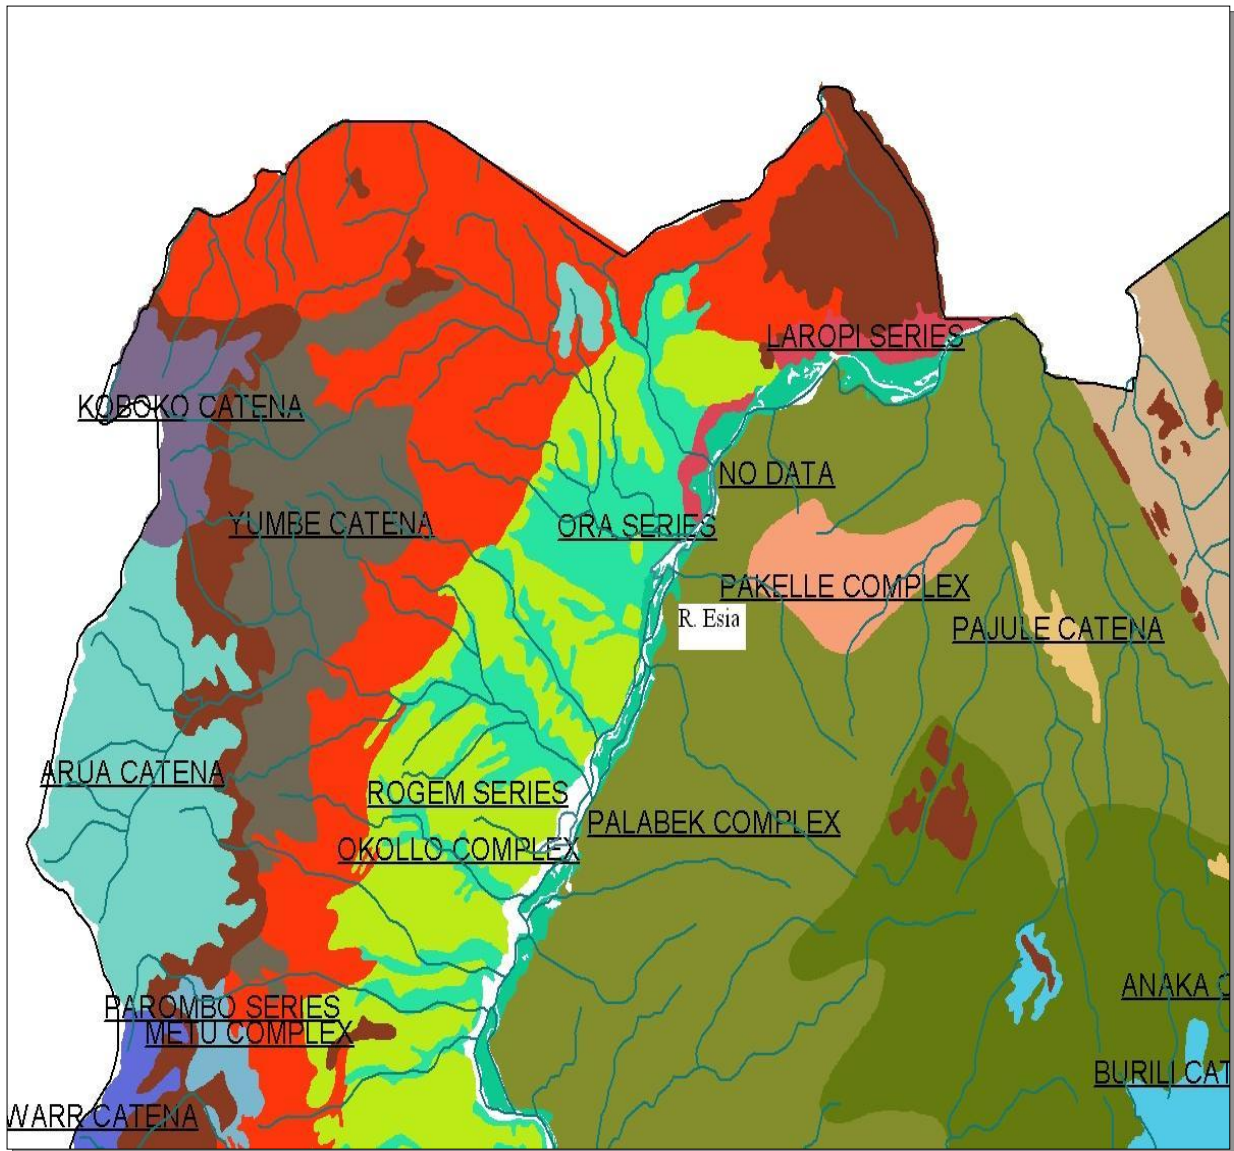 LAROPI SERIES
KOBOKO CATENA
NO DATA
YUMBE CATENA
ORA SERIES
PAKELLE COMPLEX
R. Esia
PAJULE CATENA
ARUA CATENA
ROGEM SERIES
PALABEK COMPLEX
OKOLLO COMPLEX
ANAKA C
PAROMBO SERIES
METU COMPLEX
BURILI CAT
WARR CATENA